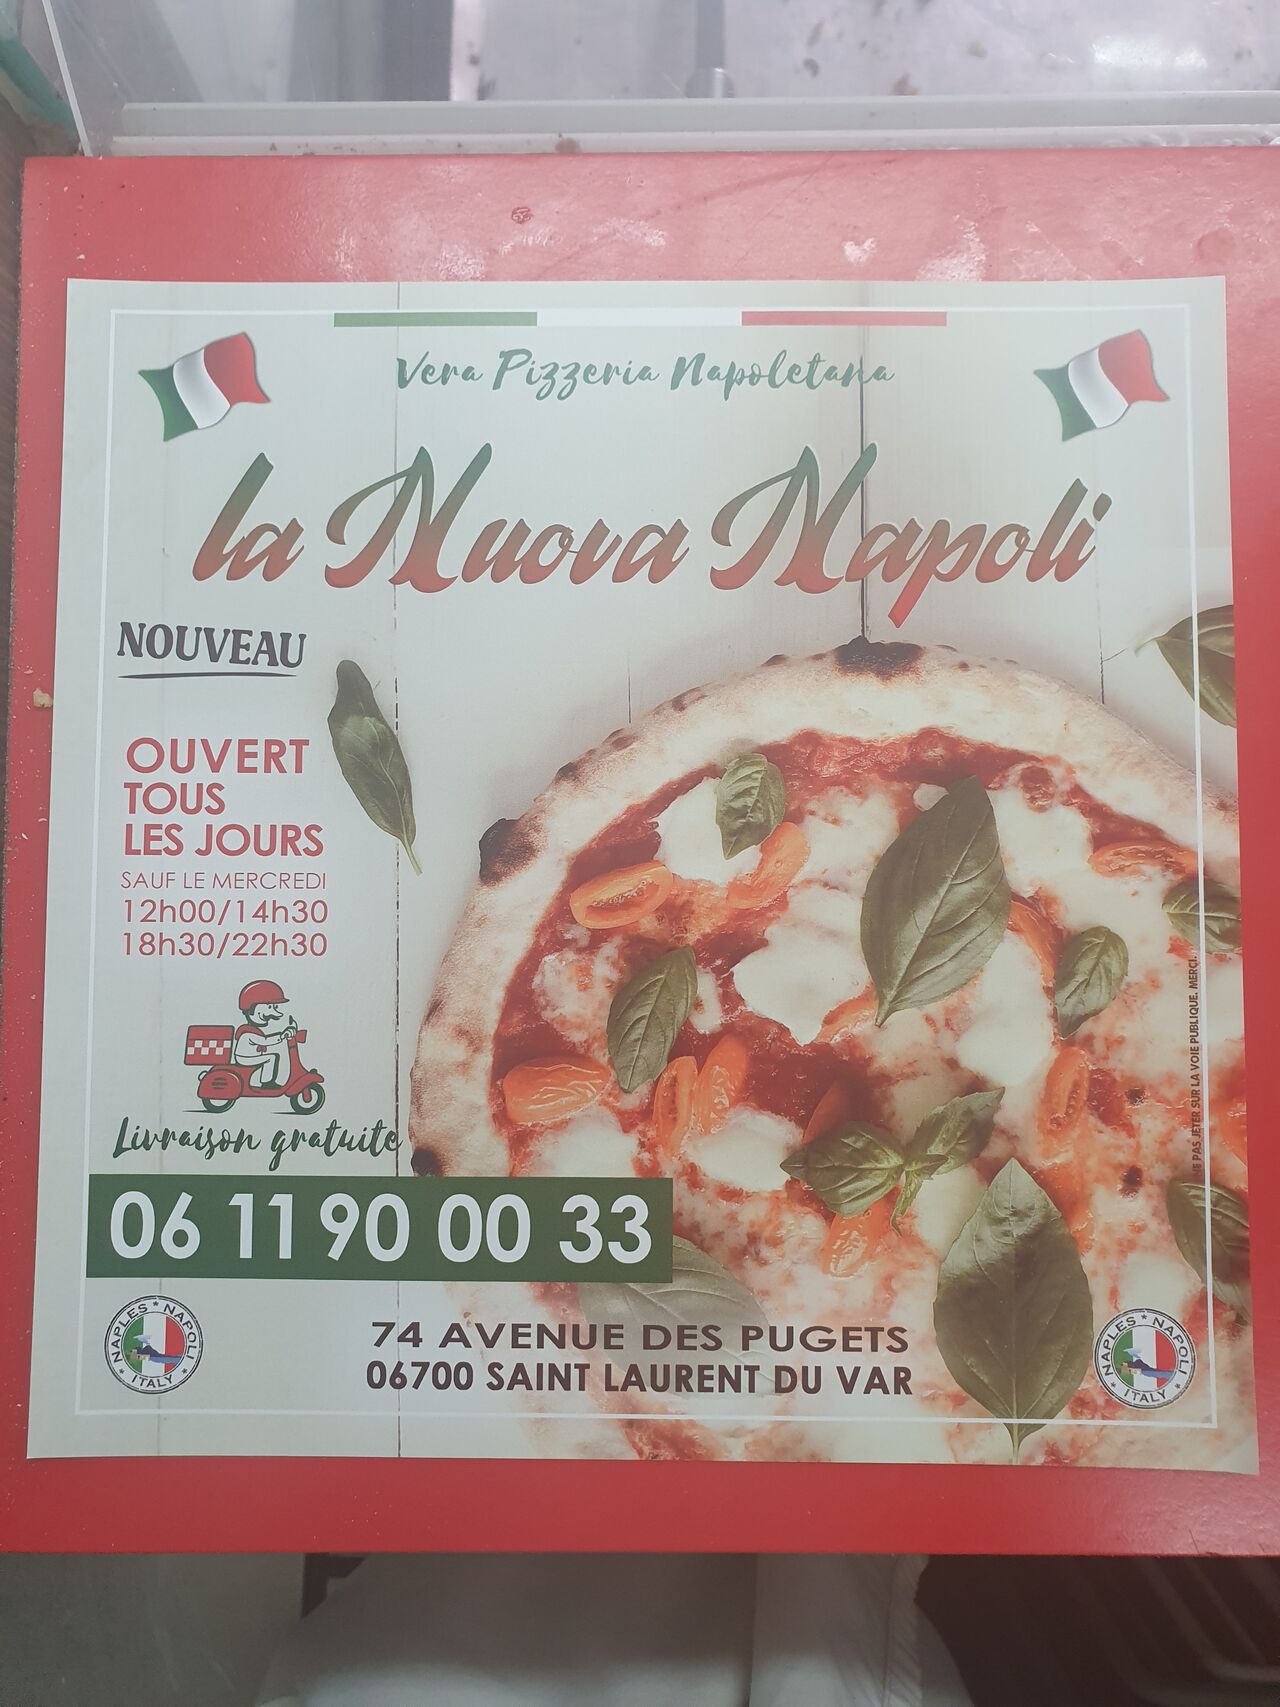 Vera Pizzeria Napoletana
la Nuova Napoli
NOUVEAU
OUVERT
TOUS
LES JOURS
SAUF LE MERCREDI
12h00/14h30
18h30/22h30
Livraison gratuite
06 11 90 00 33
74 AVENUE DES PUGETS
06700 SAINT LAURENT DU VAR
NAPLES * NAPOLI * ITALY *
NAPLES * NAPOLI * ITALY *
NE PAS JETER SUR LA VOIE PUBLIQUE. MERCI.